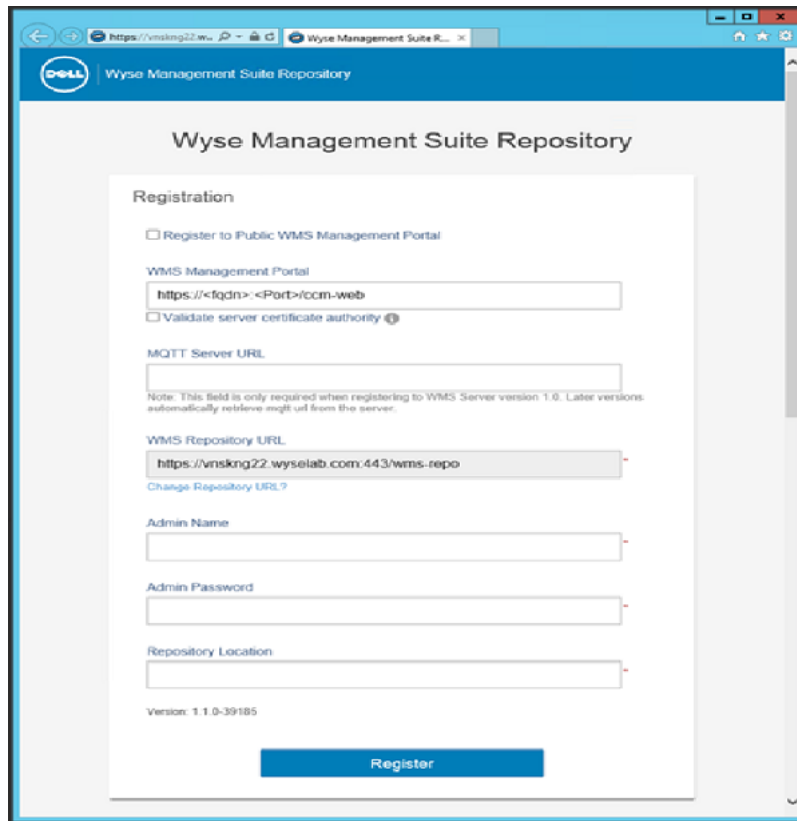 https://vnskng22.w...
Wyse Management Suite R...
DELL
Wyse Management Suite Repository
Wyse Management Suite Repository
Registration
Register to Public WMS Management Portal
WMS Management Portal
https://<fqdn>:<Port>/ccm-web
Validate server certificate authority
MQTT Server URL
Note: This field is only required when registering to WMS Server version 1.0. Later versions
automatically retrieve mqtt url from the server.
WMS Repository URL
https://vnskng22.wyselab.com:443/wms-repo
*
Change Repository URL?
Admin Name
*
Admin Password
*
Repository Location
*
Version: 1.1.0-39185
Register